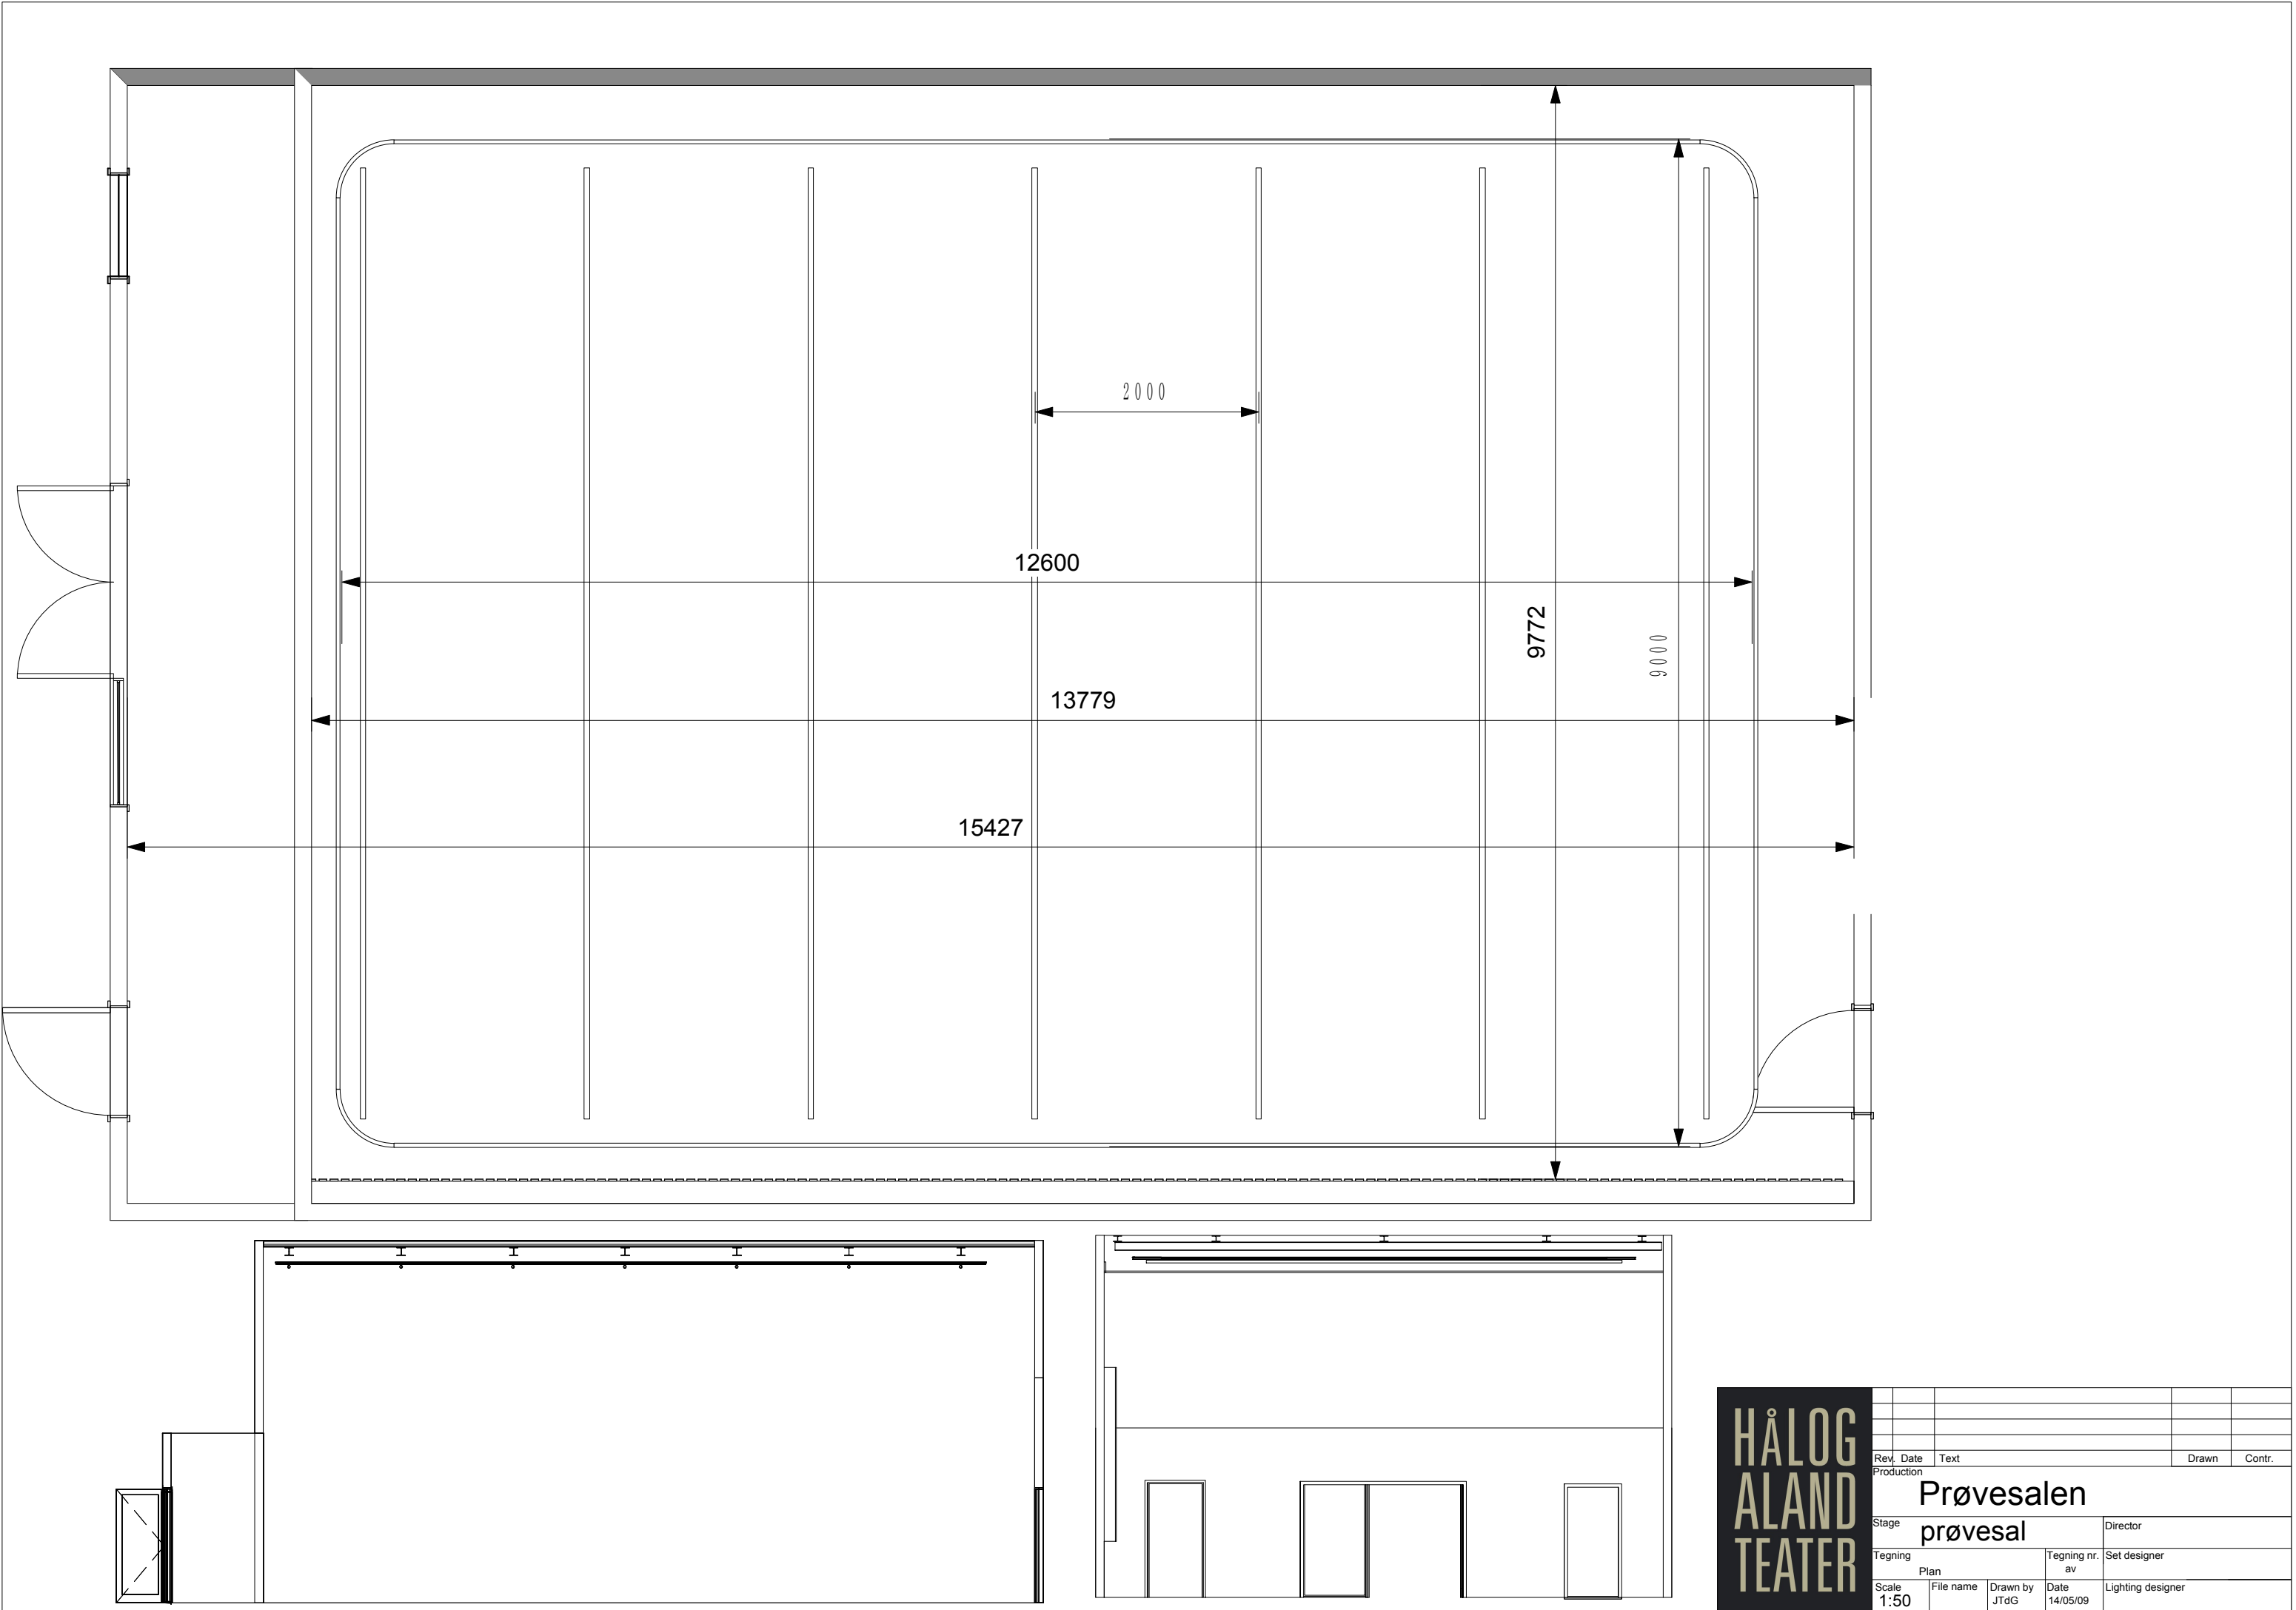 2000
12600
9772
9000
13779
15427
HÅLOG
ALAND
TEATER
Rev. Date Text Drawn Contr.
Production
Prøvesalen
Stage prøvesal Director
Tegning Tegning nr. Set designer
Plan av
Scale File name Drawn by Date Lighting designer
1:50 JTdG 14/05/09